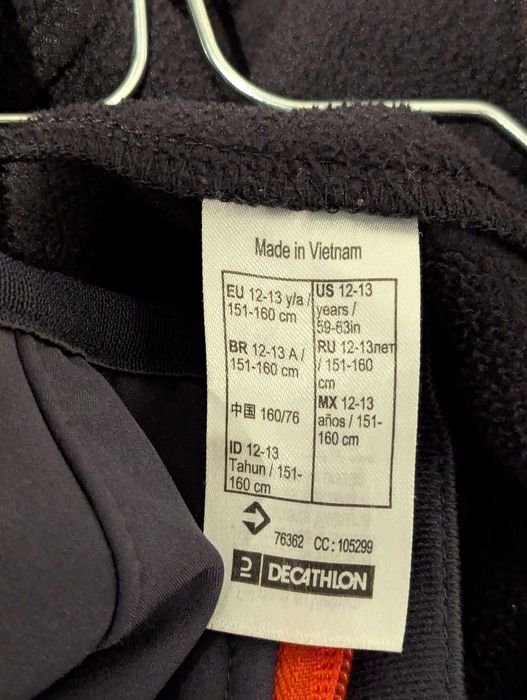 Made in Vietnam
EU 12-13 y/a /
151-160 cm
BR 12-13 A /
151-160 cm
中国 160/76
ID 12-13
Tahun / 151-
160 cm
US 12-13
years /
59-63in
RU 12-13лет
/ 151-160
cm
MX 12-13
años / 151-
160 cm
76362 CC : 105299
DECATHLON